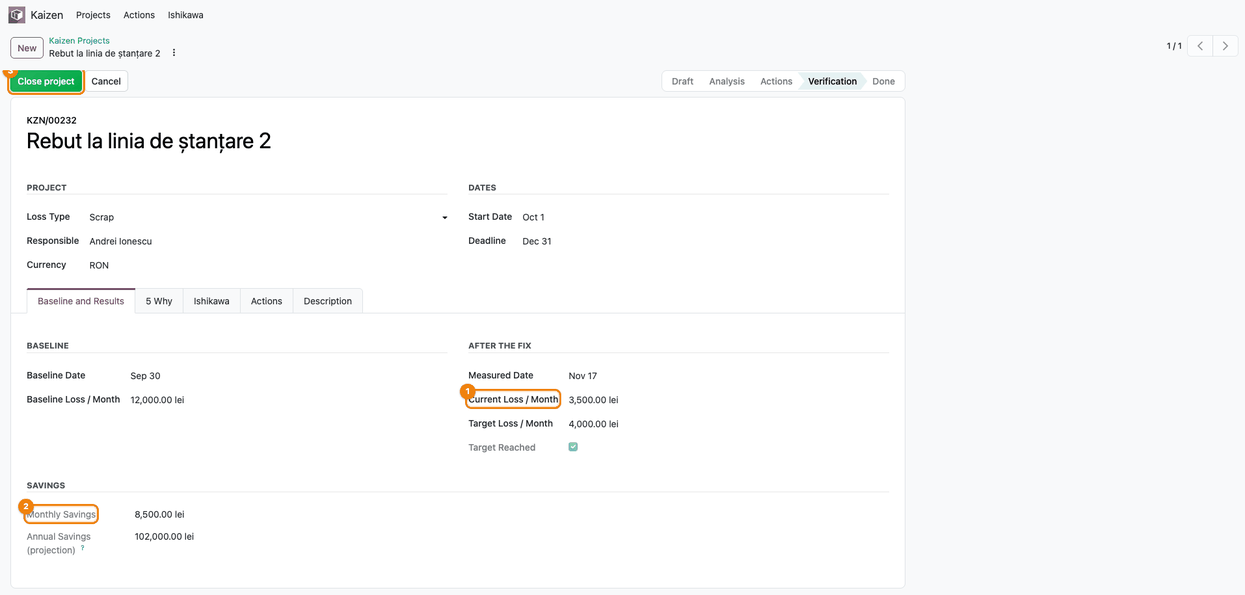 Kaizen Projects Actions Ishikawa
New
Kaizen Projects
Rebut la linia de ștanțare 2
1 / 1
3
Close project Cancel
Draft Analysis Actions Verification Done
KZN/00232
Rebut la linia de ștanțare 2
PROJECT
Loss Type Scrap
Responsible Andrei Ionescu
Currency RON
DATES
Start Date Oct 1
Deadline Dec 31
Baseline and Results 5 Why Ishikawa Actions Description
BASELINE
Baseline Date Sep 30
Baseline Loss / Month 12,000.00 lei
AFTER THE FIX
Measured Date Nov 17
1
Current Loss / Month 3,500.00 lei
Target Loss / Month 4,000.00 lei
Target Reached
SAVINGS
2
Monthly Savings 8,500.00 lei
Annual Savings 102,000.00 lei
(projection) ?